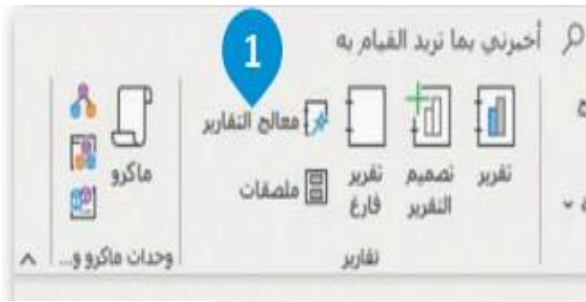 أخبرني بما تريد القيام به
1
معالج التقارير
تقرير
تصميم
التقرير
تقرير
فارغ
ملصقات
ماكرو
تقارير
وحدات ماكرو و...